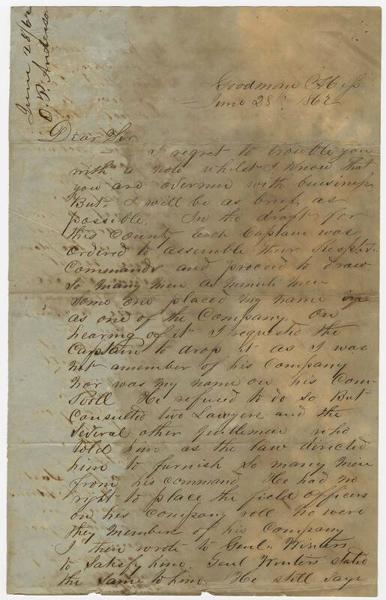 June 28/62
O. P. Anderson
Goodman Miss
June 28th 1862
Dear Sir
I regret to trouble you
with a note whilst I know that
you are overrun with buisiness
But I will be as brief as
possible. In the draft for
this County each Captain was
ordered to assemble their respective
Commands and proceed to draw
so many men as minute men
Some one placed my name
as one of the Company. On
hearing of it I requested the
Captain to drop it as I was
not a member of his Company
nor was my name on his Com
Roll He refused to do so But
Consulted two Lawyers and the
several other gentlemen who
told him as the law directed
him to furnish so many men
from his command. He had no
right to place the field officers
on his Company roll nor were
they members of his Company
I then wrote to Genl. Winters
to Satisfy him. Genl Winters stated
the Same to him. He still says